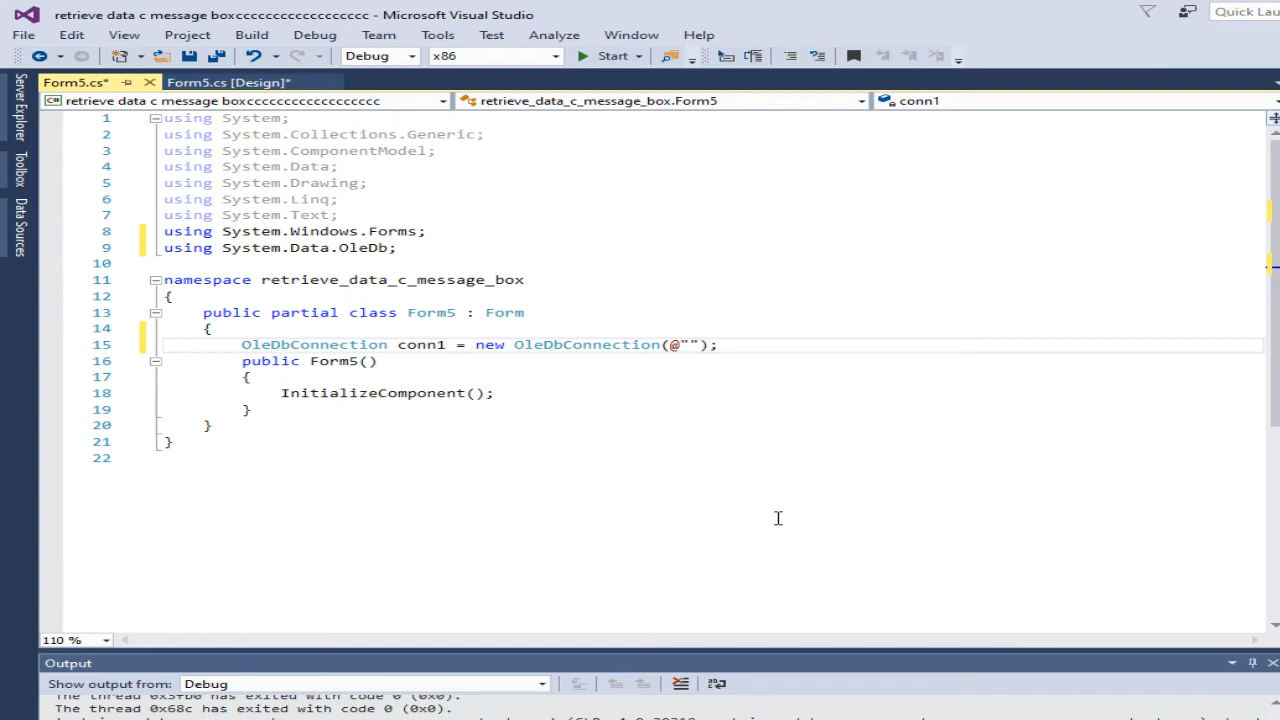 retrieve data c message boxcccccccccccccccccc - Microsoft Visual Studio
Quick Lau
File Edit View Project Build Debug Team Tools Test Analyze Window Help
Debug x86 Start
Server Explorer
Toolbox
Data Sources
Form5.cs* Form5.cs [Design]*
C# retrieve data c message boxcccccccccccccccccc retrieve_data_c_message_box.Form5 conn1
1 using System;
2 using System.Collections.Generic;
3 using System.ComponentModel;
4 using System.Data;
5 using System.Drawing;
6 using System.Linq;
7 using System.Text;
8 using System.Windows.Forms;
9 using System.Data.OleDb;
10
11 namespace retrieve_data_c_message_box
12 {
13 public partial class Form5 : Form
14 {
15 OleDbConnection conn1 = new OleDbConnection(@"");
16 public Form5()
17 {
18 InitializeComponent();
19 }
20 }
21 }
22
110 %
Output
Show output from: Debug
The thread 0x3fb0 has exited with code 0 (0x0).
The thread 0x68c has exited with code 0 (0x0).